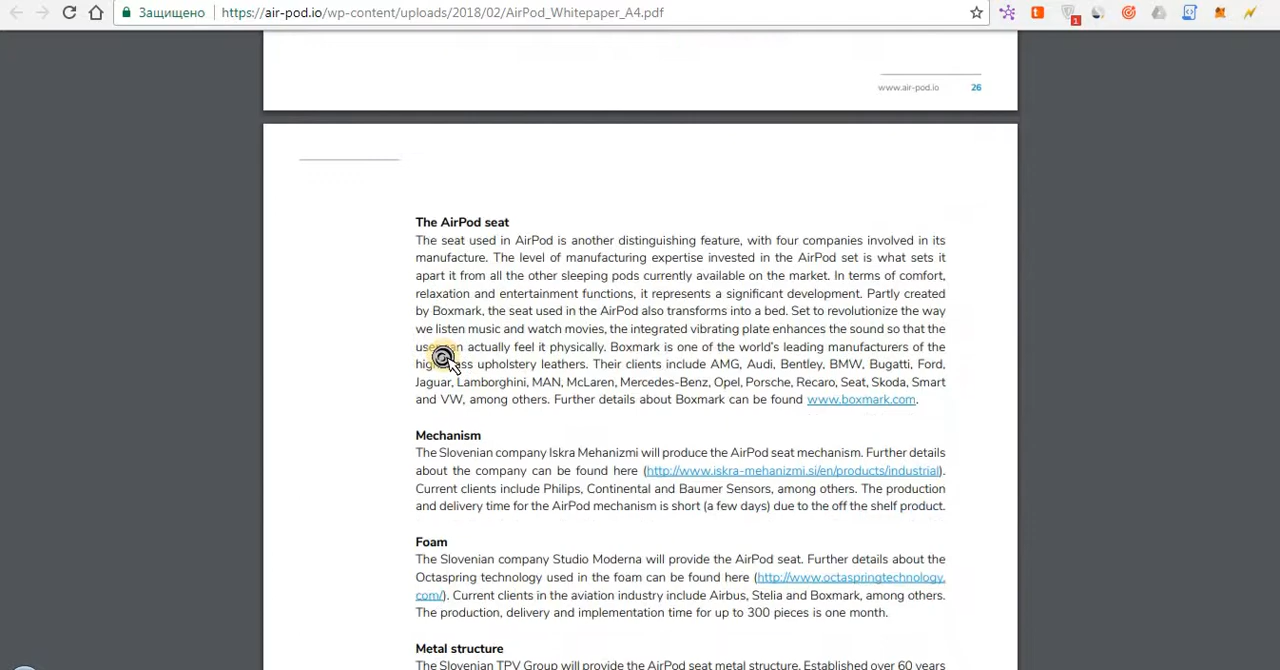 Защищено
https://air-pod.io/wp-content/uploads/2018/02/AirPod_Whitepaper_A4.pdf
1
www.air-pod.io 26
The AirPod seat
The seat used in AirPod is another distinguishing feature, with four companies involved in its
manufacture. The level of manufacturing expertise invested in the AirPod set is what sets it
apart it from all the other sleeping pods currently available on the market. In terms of comfort,
relaxation and entertainment functions, it represents a significant development. Partly created
by Boxmark, the seat used in the AirPod also transforms into a bed. Set to revolutionize the way
we listen music and watch movies, the integrated vibrating plate enhances the sound so that the
actually feel it physically. Boxmark is one of the world's leading manufacturers of the
upholstery leathers. Their clients include AMG, Audi, Bentley, BMW, Bugatti, Ford,
Jaguar, Lamborghini, MAN, McLaren, Mercedes-Benz, Opel, Porsche, Recaro, Seat, Skoda, Smart
and VW, among others. Further details about Boxmark can be found www.boxmark.com.
Mechanism
The Slovenian company Iskra Mehanizmi will produce the AirPod seat mechanism. Further details
about the company can be found here (http://www.iskra-mehanizmi.si/en/products/industrial).
Current clients include Philips, Continental and Baumer Sensors, among others. The production
and delivery time for the AirPod mechanism is short (a few days) due to the off the shelf product.
Foam
The Slovenian company Studio Moderna will provide the AirPod seat. Further details about the
Octaspring technology used in the foam can be found here (http://www.octaspringtechnology.
com/). Current clients in the aviation industry include Airbus, Stelia and Boxmark, among others.
The production, delivery and implementation time for up to 300 pieces is one month.
Metal structure
The Slovenian TPV Group will provide the AirPod seat metal structure. Established over 60 years